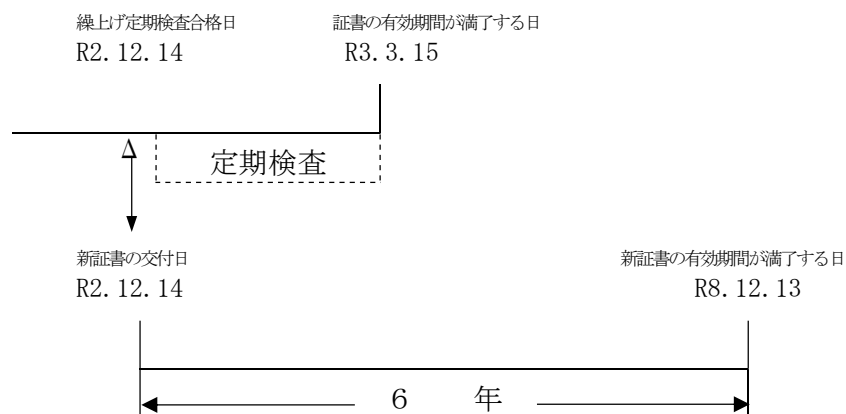 繰上げ定期検査合格日 証書の有効期間が満了する日
R2.12.14 R3.3.15
Δ
定期検査
新証書の交付日 新証書の有効期間が満了する日
R2.12.14 R8.12.13
6 年